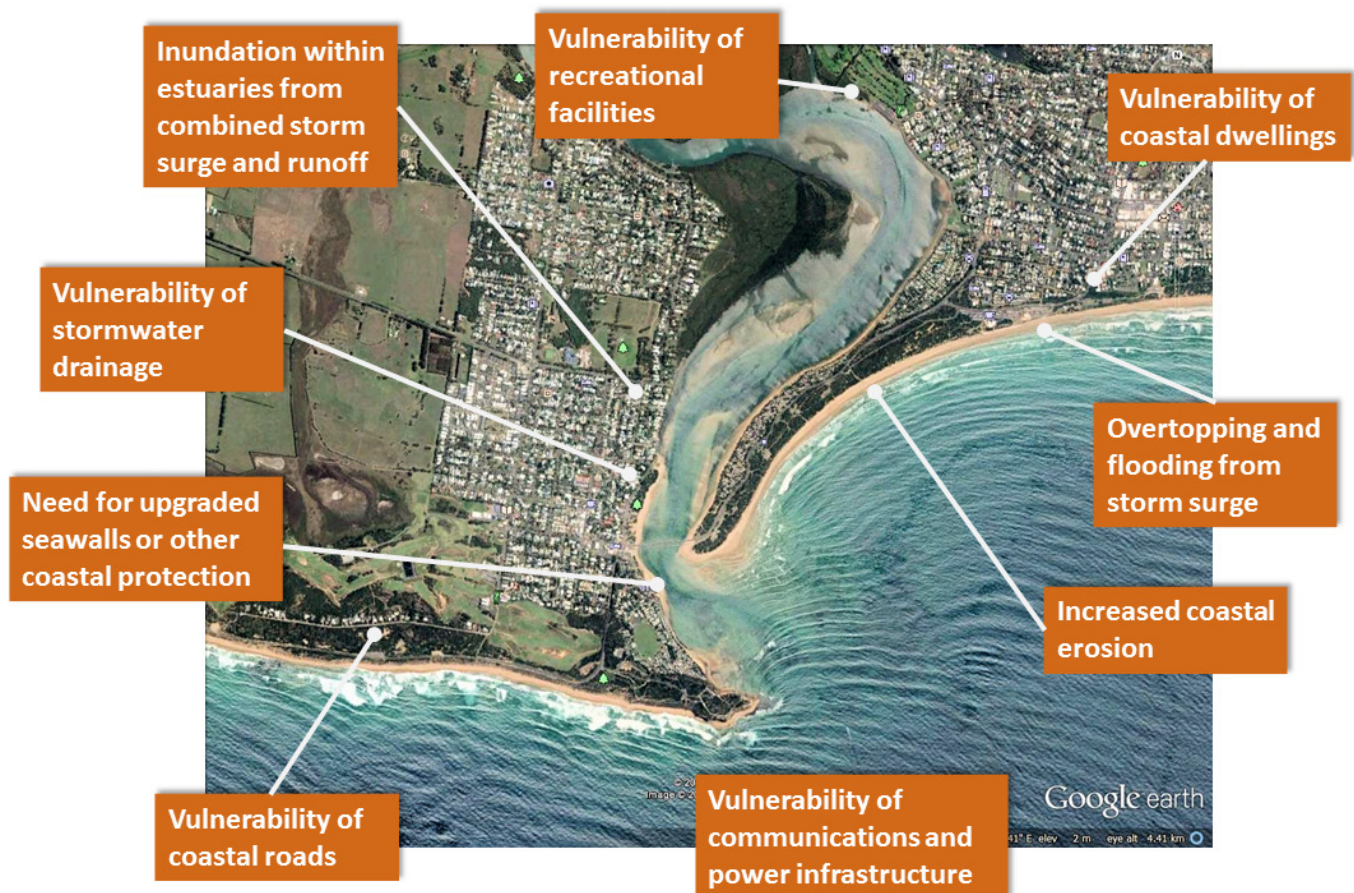 Inundation within
estuaries from
combined storm
surge and runoff
Vulnerability of
recreational
facilities
Vulnerability of
coastal dwellings
Vulnerability of
stormwater
drainage
Overtopping and
flooding from
storm surge
Need for upgraded
seawalls or other
coastal protection
Increased coastal
erosion
Vulnerability of
coastal roads
Vulnerability of
communications and
power infrastructure
© 20
Image ©
Google earth
41" E elev 2 m eye alt 4.41 km
N